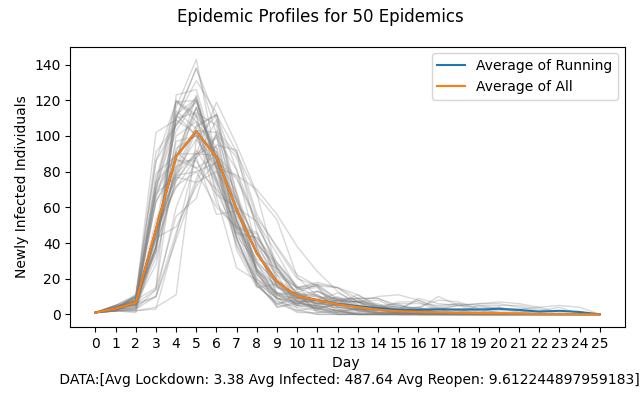 Epidemic Profiles for 50 Epidemics
Average of Running
Average of All
Newly Infected Individuals
140
120
100
80
60
40
20
0
0 1 2 3 4 5 6 7 8 9 10 11 12 13 14 15 16 17 18 19 20 21 22 23 24 25
Day
DATA:[Avg Lockdown: 3.38 Avg Infected: 487.64 Avg Reopen: 9.612244897959183]